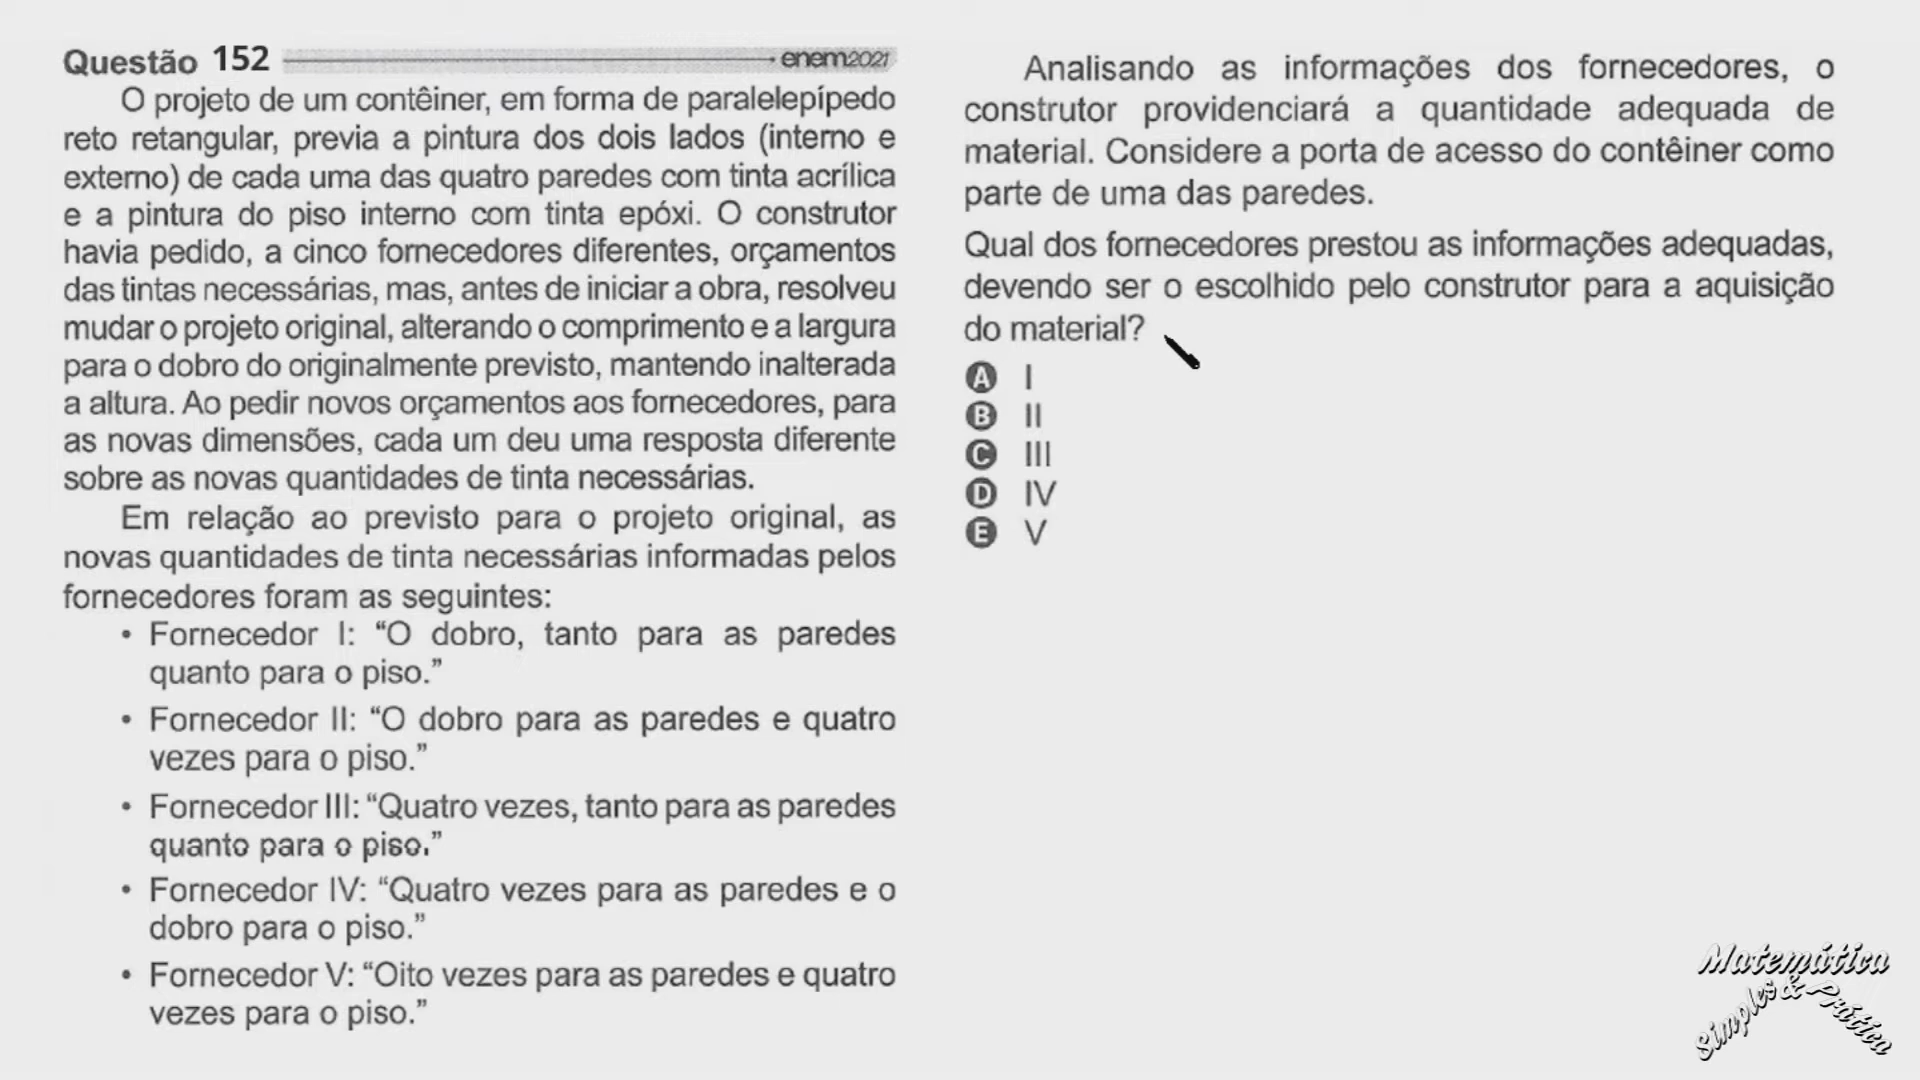 Questão 152
enem2021
O projeto de um contêiner, em forma de paralelepípedo
reto retangular, previa a pintura dos dois lados (interno e
externo) de cada uma das quatro paredes com tinta acrílica
e a pintura do piso interno com tinta epóxi. O construtor
havia pedido, a cinco fornecedores diferentes, orçamentos
das tintas necessárias, mas, antes de iniciar a obra, resolveu
mudar o projeto original, alterando o comprimento e a largura
para o dobro do originalmente previsto, mantendo inalterada
a altura. Ao pedir novos orçamentos aos fornecedores, para
as novas dimensões, cada um deu uma resposta diferente
sobre as novas quantidades de tinta necessárias.
Em relação ao previsto para o projeto original, as
novas quantidades de tinta necessárias informadas pelos
fornecedores foram as seguintes:
• Fornecedor I: “O dobro, tanto para as paredes
quanto para o piso.”
• Fornecedor II: “O dobro para as paredes e quatro
vezes para o piso.”
• Fornecedor III: “Quatro vezes, tanto para as paredes
quanto para o piso.”
• Fornecedor IV: “Quatro vezes para as paredes e o
dobro para o piso.”
• Fornecedor V: “Oito vezes para as paredes e quatro
vezes para o piso.”
Analisando as informações dos fornecedores, o
construtor providenciará a quantidade adequada de
material. Considere a porta de acesso do contêiner como
parte de uma das paredes.
Qual dos fornecedores prestou as informações adequadas,
devendo ser o escolhido pelo construtor para a aquisição
do material?
A I
B II
C III
D IV
E V
Matemática
Simples & Prática